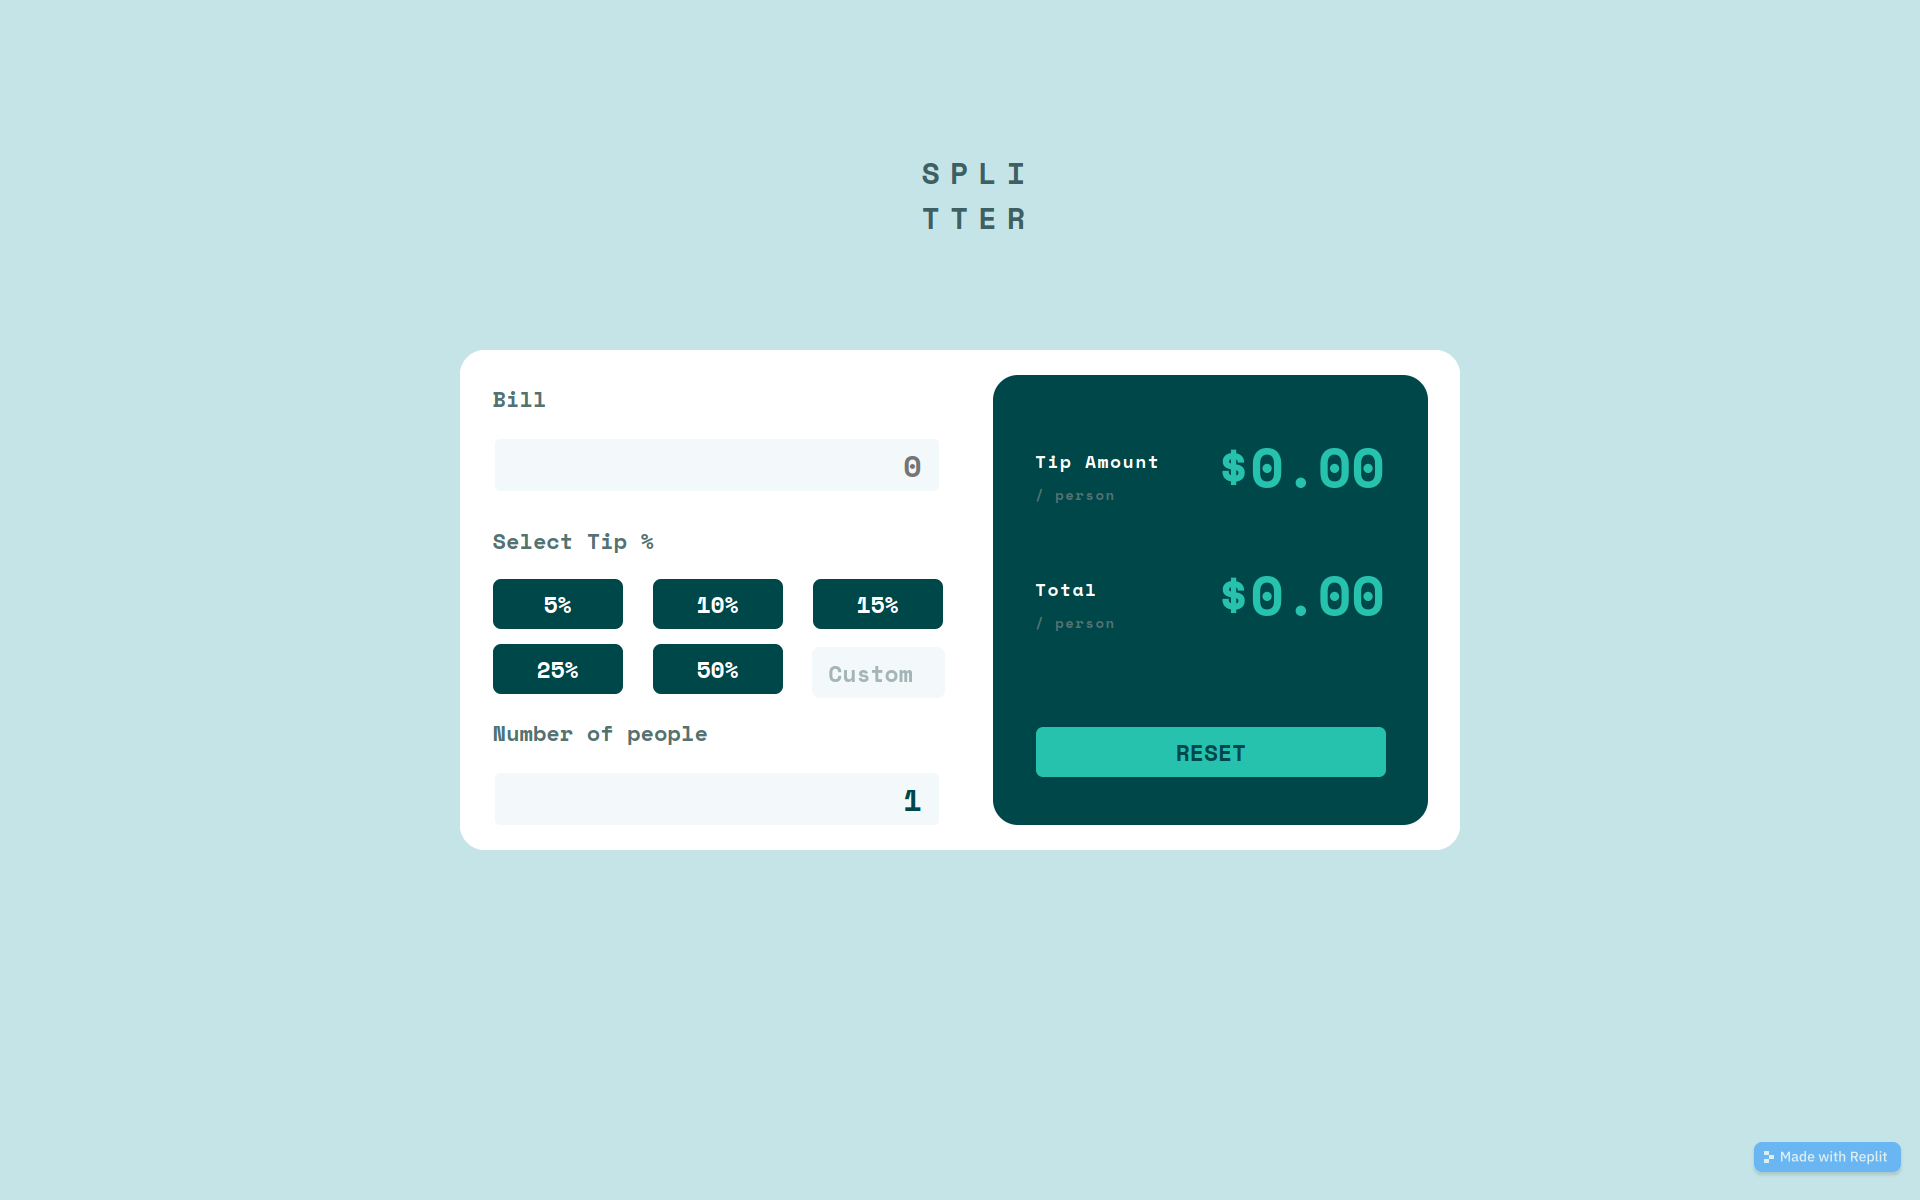 SPLI
TTER
Bill
0
Select Tip %
5%
10%
15%
25%
50%
Custom
Number of people
1
Tip Amount
/ person
$0.00
Total
/ person
$0.00
RESET
Made with Replit